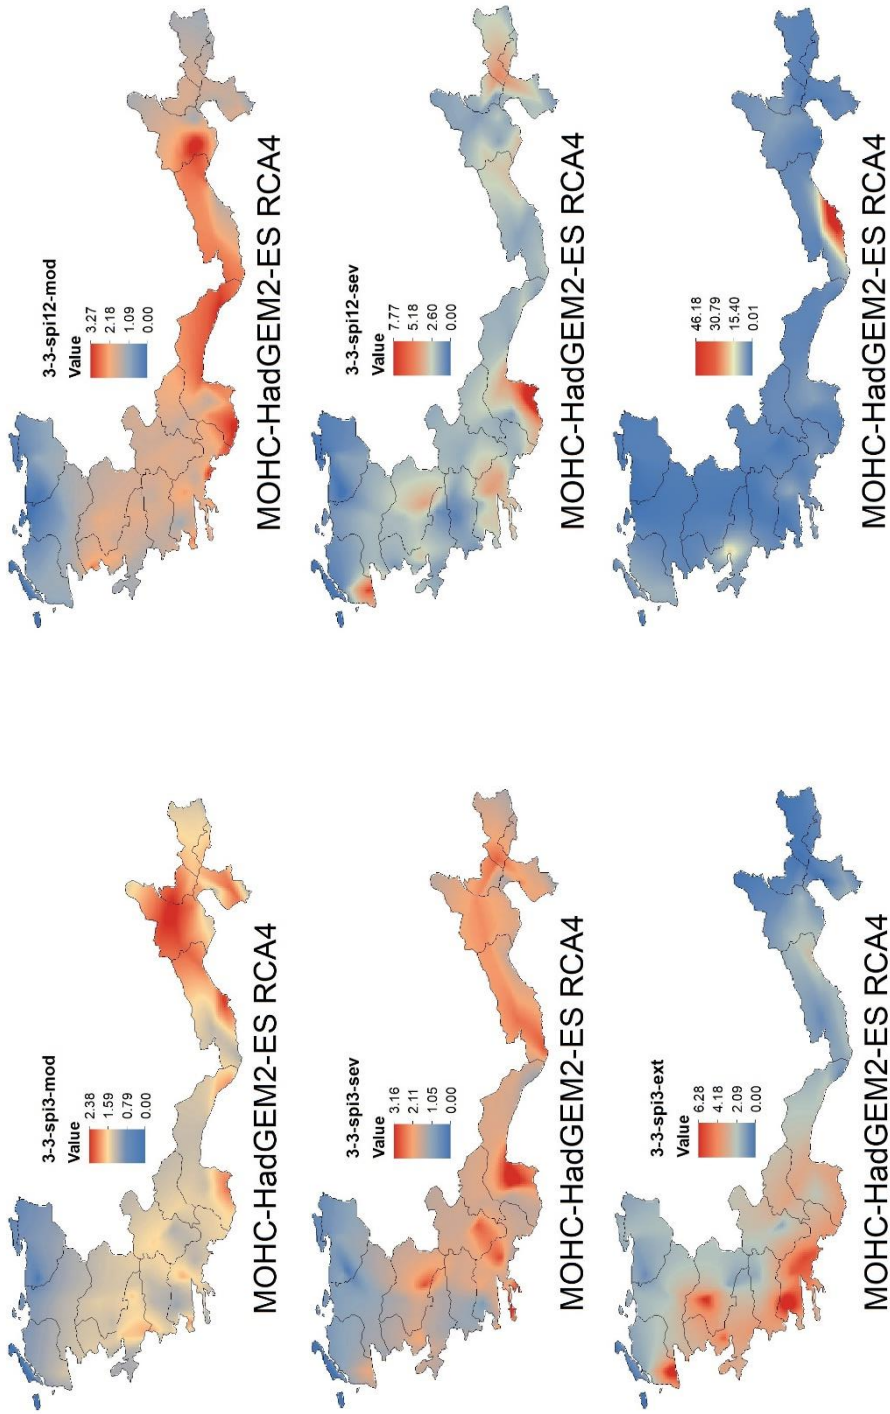 3-3-spi3-mod
Value
2.38
1.59
0.79
0.00
MOHC-HadGEM2-ES RCA4
3-3-spi12-mod
Value
3.27
2.18
1.09
0.00
MOHC-HadGEM2-ES RCA4
3-3-spi3-sev
Value
3.16
2.11
1.05
0.00
MOHC-HadGEM2-ES RCA4
3-3-spi12-sev
Value
7.77
5.18
2.60
0.00
MOHC-HadGEM2-ES RCA4
3-3-spi3-ext
Value
6.28
4.18
2.09
0.00
MOHC-HadGEM2-ES RCA4
46.18
30.79
15.40
0.01
MOHC-HadGEM2-ES RCA4